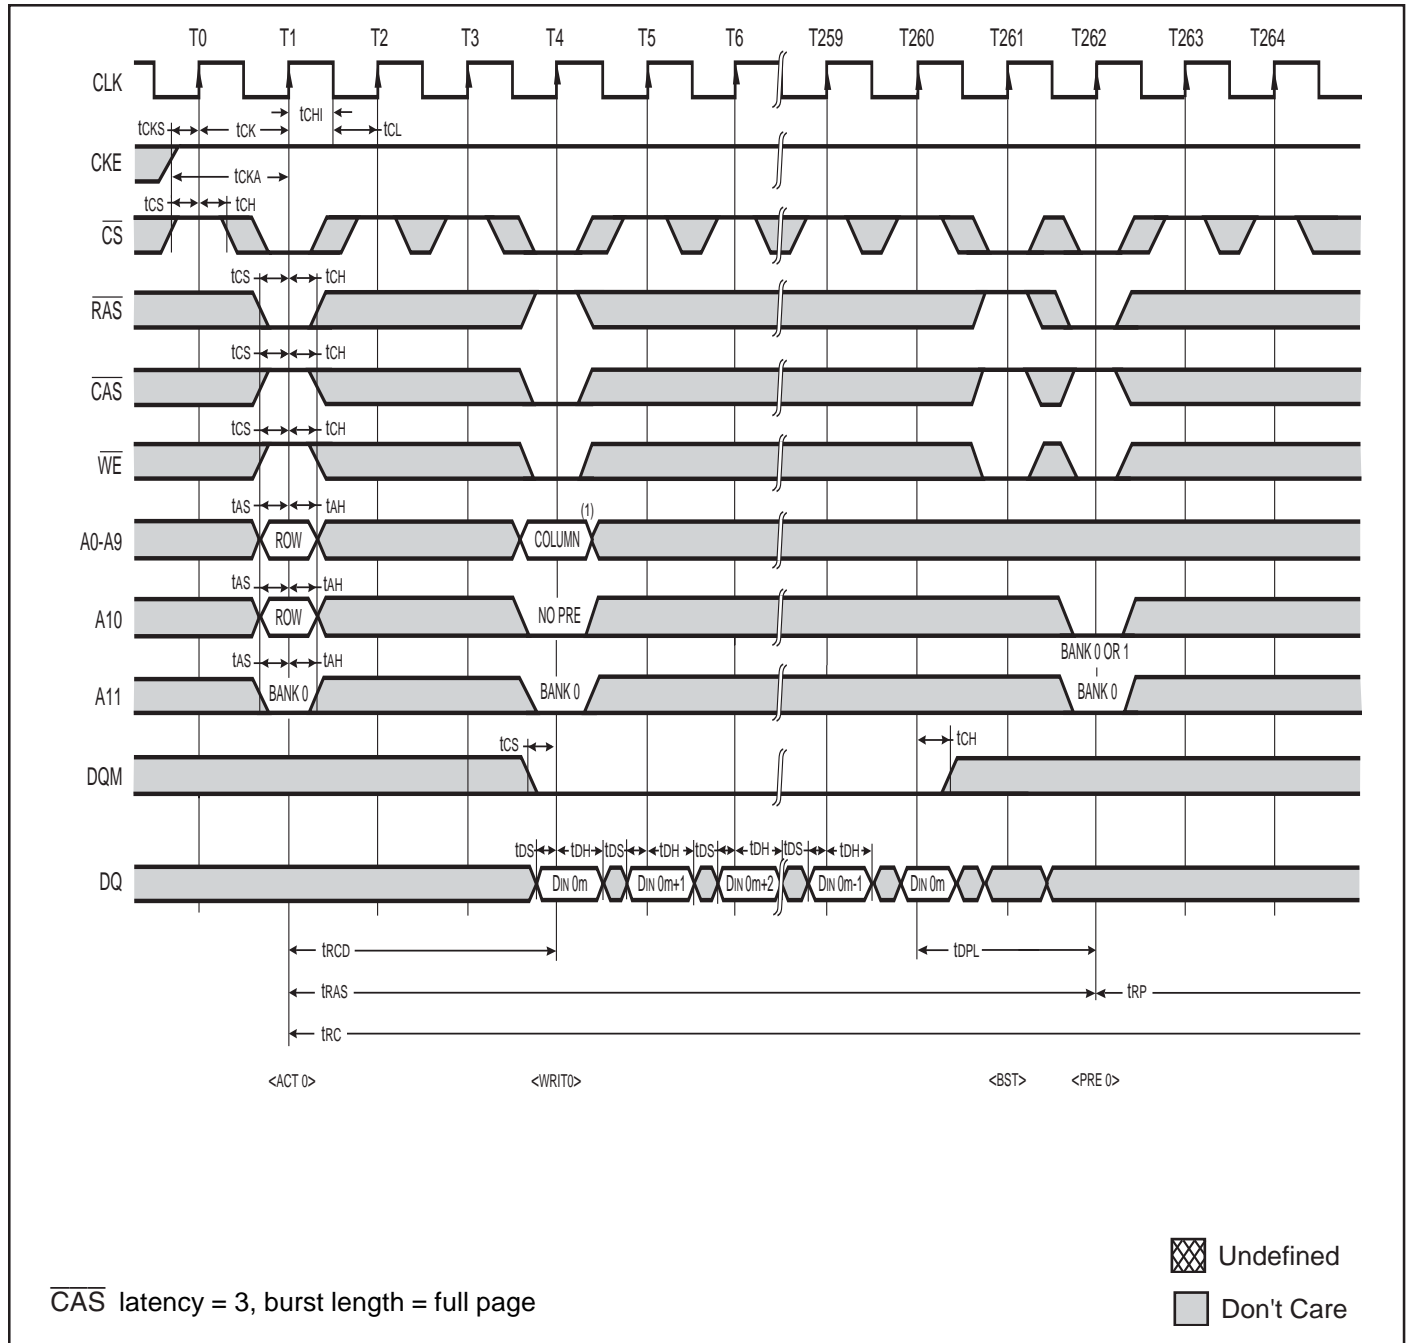 T0 T1 T2 T3 T4 T5 T6 T259 T260 T261 T262 T263 T264
CLK
tCHI
tCKS tCK tCL
CKE
tCKA
tCS tCH
CS
tCS tCH
RAS
tCS tCH
CAS
tCS tCH
WE
tAS tAH (1)
A0-A9 ROW COLUMN
tAS tAH
A10 ROW NO PRE
BANK 0 OR 1
tAS tAH
A11 BANK 0 BANK 0 BANK 0
tCS tCH
DQM
tDS tDH tDS tDH tDS tDH tDS tDH
DQ DIN 0m DIN 0m+1 DIN 0m+2 DIN 0m-1 DIN 0m
tRCD tDPL
tRAS tRP
tRC
<ACT 0> <WRIT0> <BST> <PRE 0>
Undefined
CAS latency = 3, burst length = full page
Don't Care